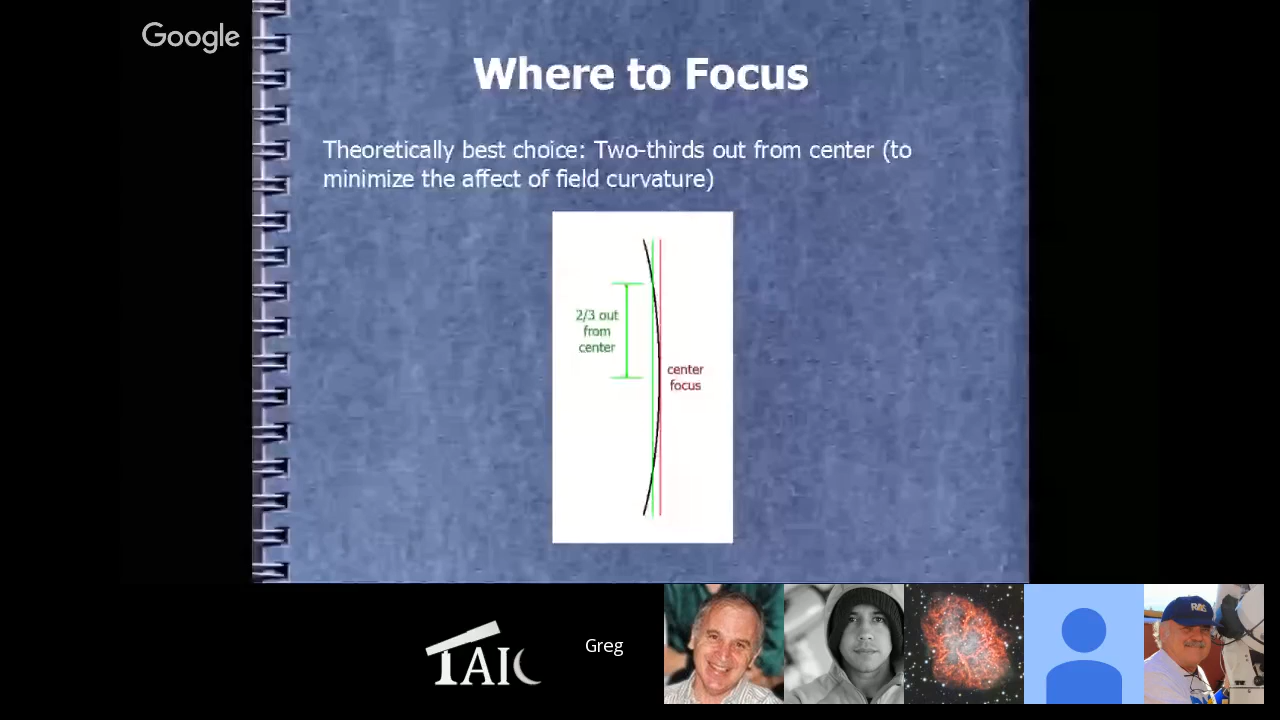 Google
Where to Focus
Theoretically best choice: Two-thirds out from center (to
minimize the affect of field curvature)
2/3 out
from
center
center
focus
TAIC
Greg
RAS